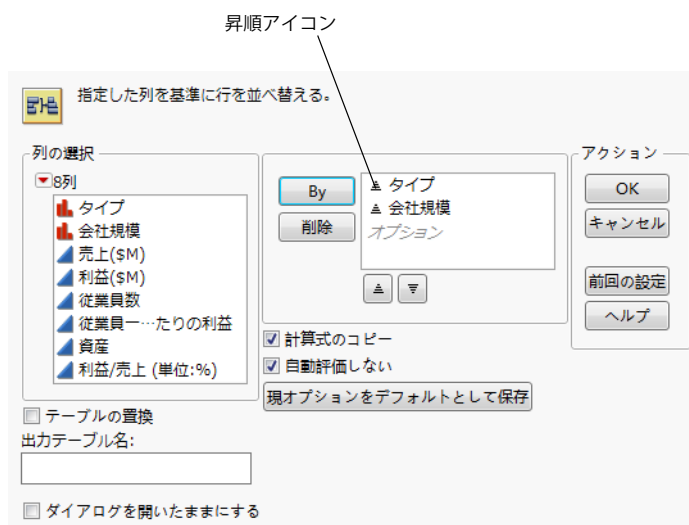 昇順アイコン
指定した列を基準に行を並べ替える。
列の選択
8列
タイプ
会社規模
売上($M)
利益($M)
従業員数
従業員一…たりの利益
資産
利益/売上 (単位:%)
By
削除
タイプ
会社規模
オプション
アクション
OK
キャンセル
前回の設定
ヘルプ
計算式のコピー
自動評価しない
現オプションをデフォルトとして保存
テーブルの置換
出力テーブル名:
ダイアログを開いたままにする